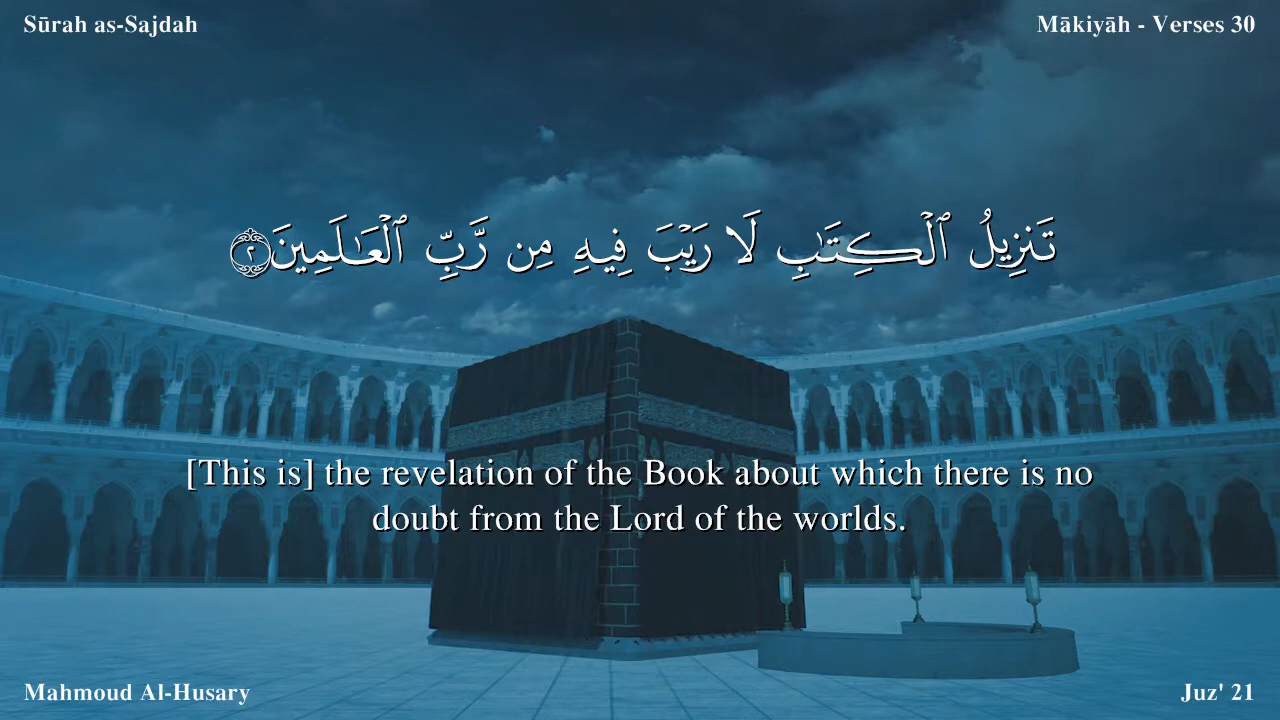 Sūrah as-Sajdah
Mākiyāh - Verses 30
تَنزِيلُ ٱلْكِتَـٰبِ لَا رَيْبَ فِيهِ مِن رَّبِّ ٱلْعَـٰلَمِينَ ٢
[This is] the revelation of the Book about which there is no
doubt from the Lord of the worlds.
Mahmoud Al-Husary
Juz' 21